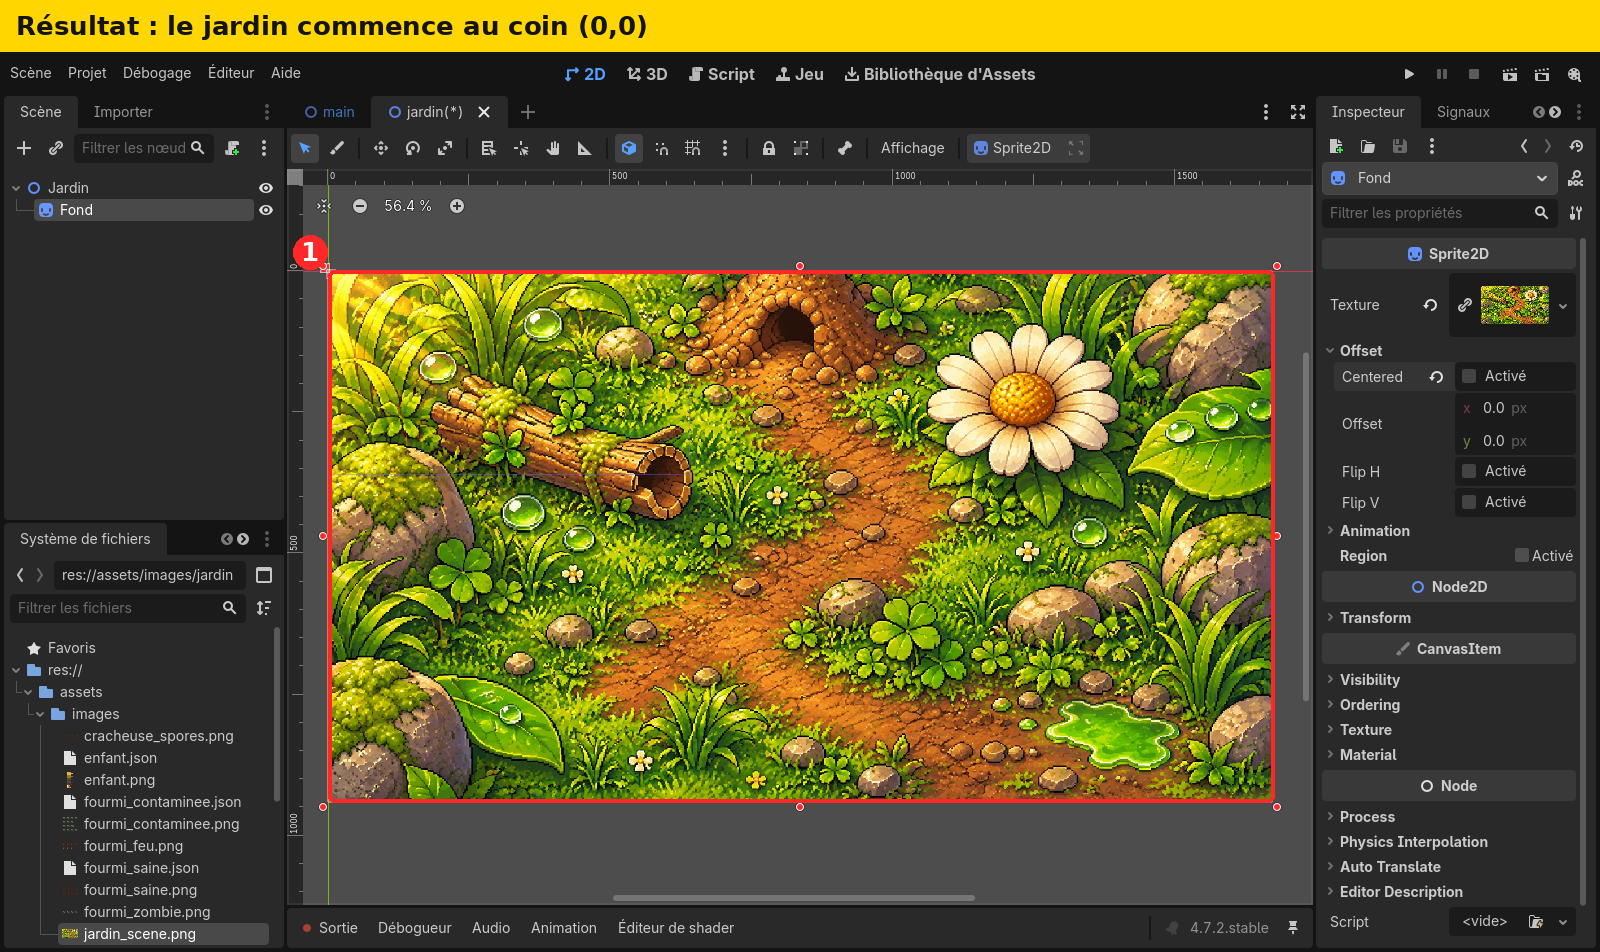 Résultat : le jardin commence au coin (0,0)
Scène Projet Débogage Éditeur Aide
2D 3D Script Jeu Bibliothèque d'Assets
Scène Importer
main jardin(*)
Inspecteur Signaux
Filtrer les nœud
Affichage Sprite2D
Jardin
Fond
0 500 1000 1500
56.4 %
1
0
500
1000
Fond
Filtrer les propriétés
Sprite2D
Texture
Offset
Centered Activé
Offset x 0.0 px
y 0.0 px
Flip H Activé
Flip V Activé
Animation
Region Activé
Node2D
Transform
CanvasItem
Visibility
Ordering
Texture
Material
Node
Process
Physics Interpolation
Auto Translate
Editor Description
Script <vide>
Système de fichiers
res://assets/images/jardin
Filtrer les fichiers
Favoris
res://
assets
images
cracheuse_spores.png
enfant.json
enfant.png
fourmi_contaminee.json
fourmi_contaminee.png
fourmi_feu.png
fourmi_saine.json
fourmi_saine.png
fourmi_zombie.png
jardin_scene.png
Sortie Débogueur Audio Animation Éditeur de shader
4.7.2.stable